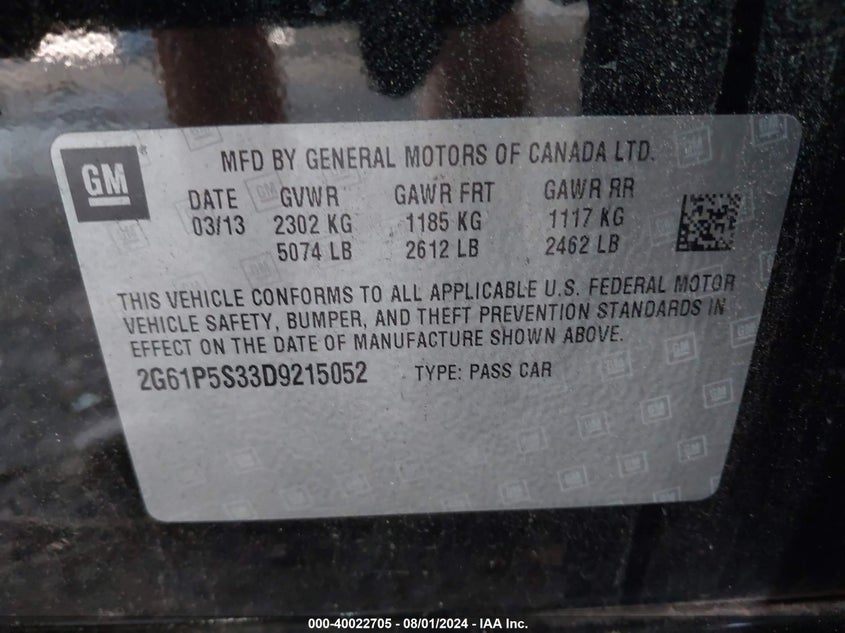 GM
MFD BY GENERAL MOTORS OF CANADA LTD.
DATE GVWR GAWR FRT GAWR RR
03/13 2302 KG 1185 KG 1117 KG
5074 LB 2612 LB 2462 LB
THIS VEHICLE CONFORMS TO ALL APPLICABLE U.S. FEDERAL MOTOR
VEHICLE SAFETY, BUMPER, AND THEFT PREVENTION STANDARDS IN
EFFECT ON THE DATE OF MANUFACTURE SHOWN ABOVE.
2G61P5S33D9215052 TYPE: PASS CAR
000-40022705 - 08/01/2024 - IAA Inc.